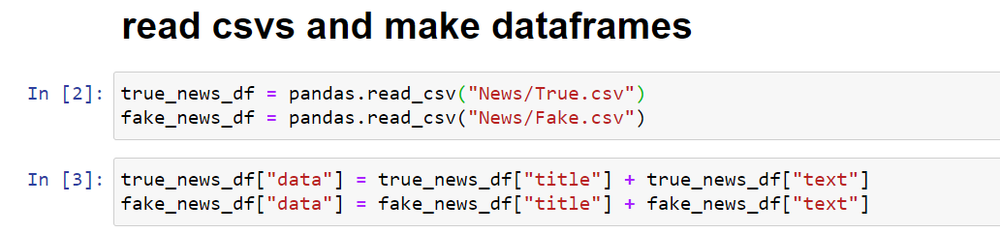 read csvs and make dataframes
In [2]: true_news_df = pandas.read_csv("News/True.csv")
fake_news_df = pandas.read_csv("News/Fake.csv")
In [3]: true_news_df["data"] = true_news_df["title"] + true_news_df["text"]
fake_news_df["data"] = fake_news_df["title"] + fake_news_df["text"]